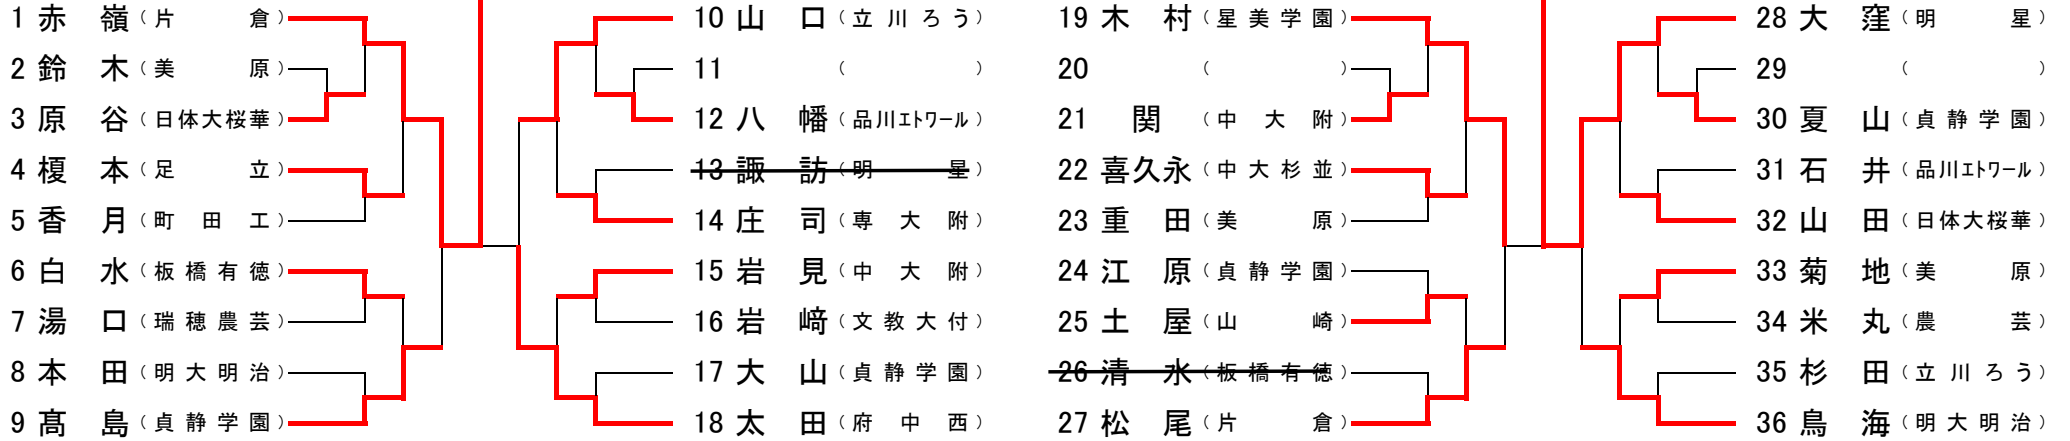 1 赤嶺（片倉）
2 鈴木（美原）
3 原谷（日体大桜華）
4 榎本（足立）
5 香月（町田工）
6 白水（板橋有徳）
7 湯口（瑞穂農芸）
8 本田（明大明治）
9 髙島（貞静学園）
10 山口（立川ろう）
11 （ ）
12 八幡（品川ｴﾄﾜｰﾙ）
13 諏訪（明星）
14 庄司（専大附）
15 岩見（中大附）
16 岩﨑（文教大付）
17 大山（貞静学園）
18 太田（府中西）
19 木村（星美学園）
20 （ ）
21 関（中大附）
22 喜久永（中大杉並）
23 重田（美原）
24 江原（貞静学園）
25 土屋（山崎）
26 清水（板橋有徳）
27 松尾（片倉）
28 大窪（明星）
29 （ ）
30 夏山（貞静学園）
31 石井（品川ｴﾄﾜｰﾙ）
32 山田（日体大桜華）
33 菊地（美原）
34 米丸（農芸）
35 杉田（立川ろう）
36 鳥海（明大明治）